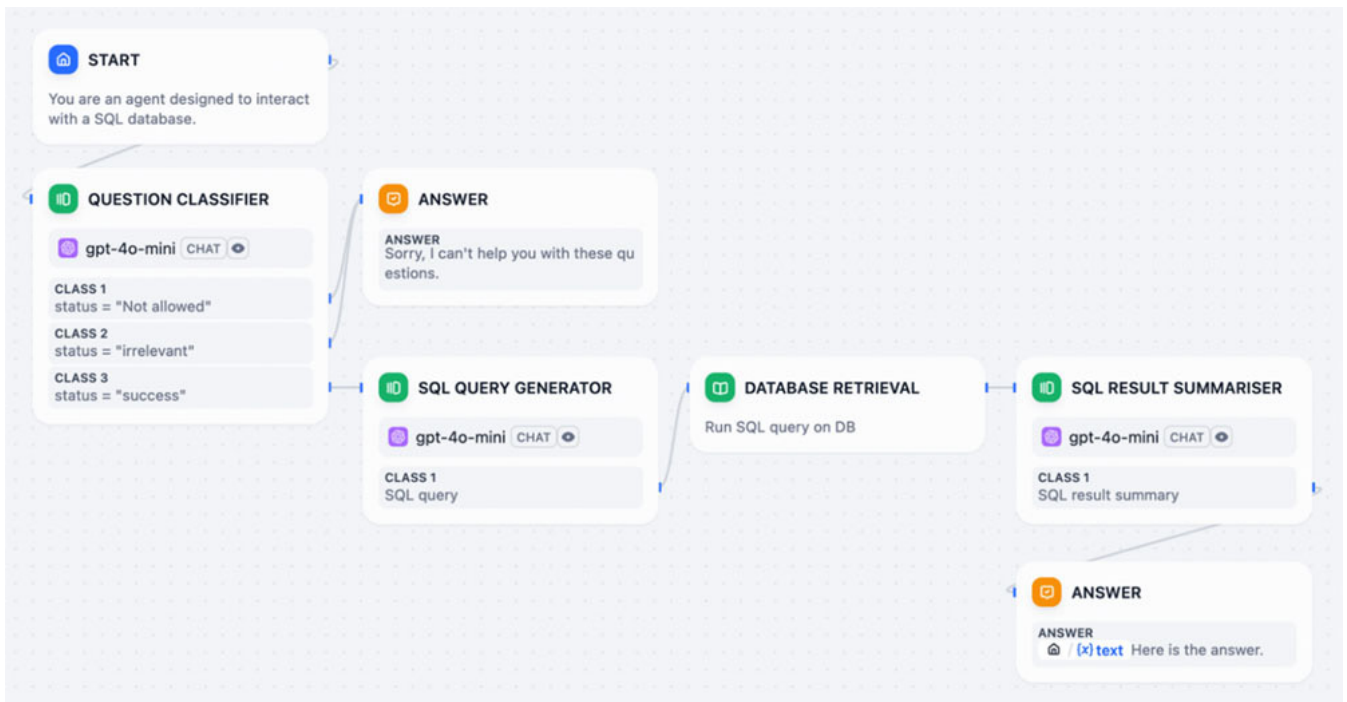 START
You are an agent designed to interact
with a SQL database.
QUESTION CLASSIFIER
gpt-4o-mini CHAT
CLASS 1
status = "Not allowed"
CLASS 2
status = "irrelevant"
CLASS 3
status = "success"
ANSWER
ANSWER
Sorry, I can't help you with these qu
estions.
SQL QUERY GENERATOR
gpt-4o-mini CHAT
CLASS 1
SQL query
DATABASE RETRIEVAL
Run SQL query on DB
SQL RESULT SUMMARISER
gpt-4o-mini CHAT
CLASS 1
SQL result summary
ANSWER
ANSWER
/ (x) text Here is the answer.